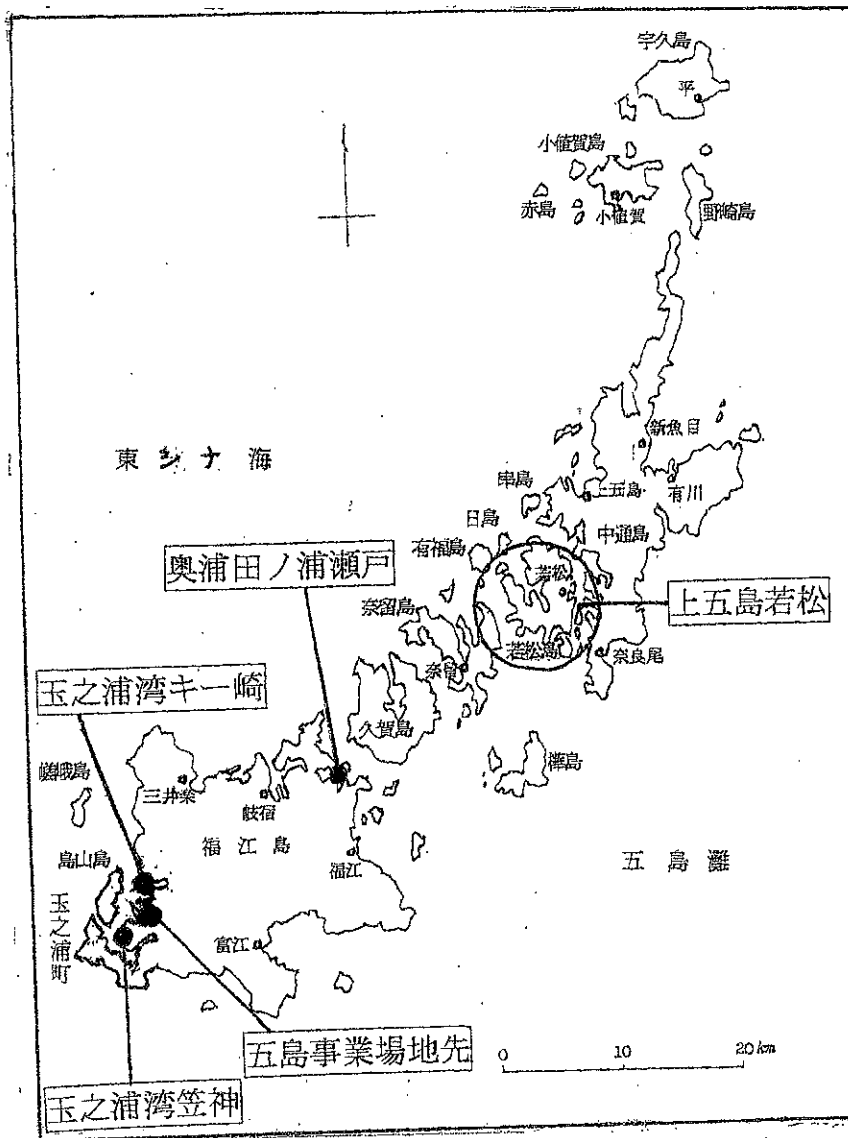 宇久島
平
小値賀島
赤島
小値賀
野崎島
東シナ海
新魚目
串島
上五島
有川
日島
中通島
有福島
奥浦田ノ浦瀬戸
若松
上五島若松
奈留島
若松島
奈良尾
奈留
玉之浦湾キー崎
久賀島
椛島
嵯峨島
三井楽
岐宿
福江島
福江
五島灘
島山島
玉之浦町
富江
五島事業場地先
0 10 20km
玉之浦湾笠神